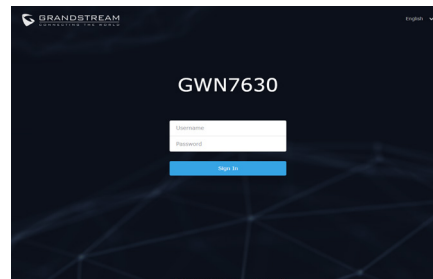 GRANDSTREAM
CONNECTING THE WORLD
English
GWN7630
Username
Password
Sign In